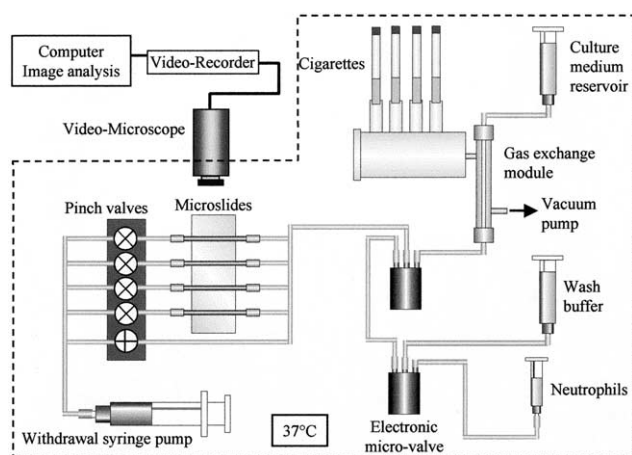 Computer
Image analysis
Video-Recorder
Video-Microscope
Cigarettes
Culture
medium
reservoir
Gas exchange
module
Vacuum
pump
Pinch valves
Microslides
Wash
buffer
Neutrophils
Electronic
micro-valve
Withdrawal syringe pump
37°C